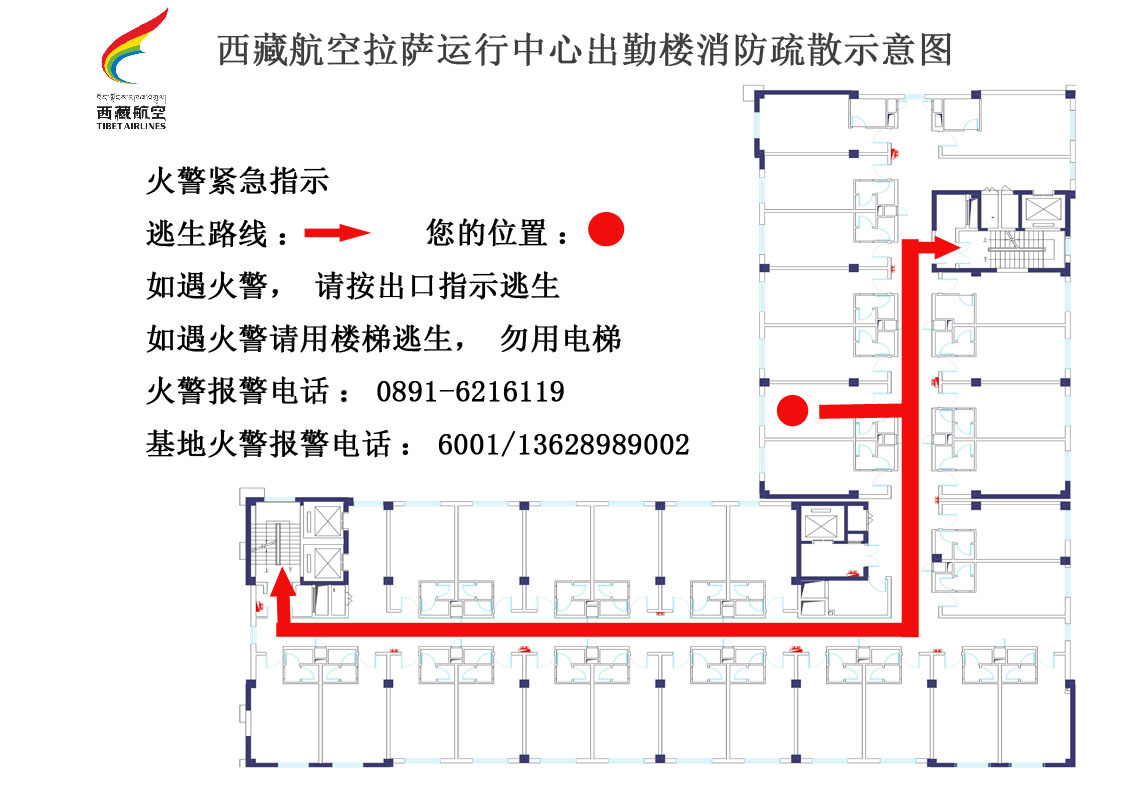 西藏航空拉萨运行中心出勤楼消防疏散示意图
西藏航空
TIBET AIRLINES
火警紧急指示
逃生路线： 您的位置：
如遇火警， 请按出口指示逃生
如遇火警请用楼梯逃生， 勿用电梯
火警报警电话： 0891-6216119
基地火警报警电话： 6001/13628989002
上
下
上
下